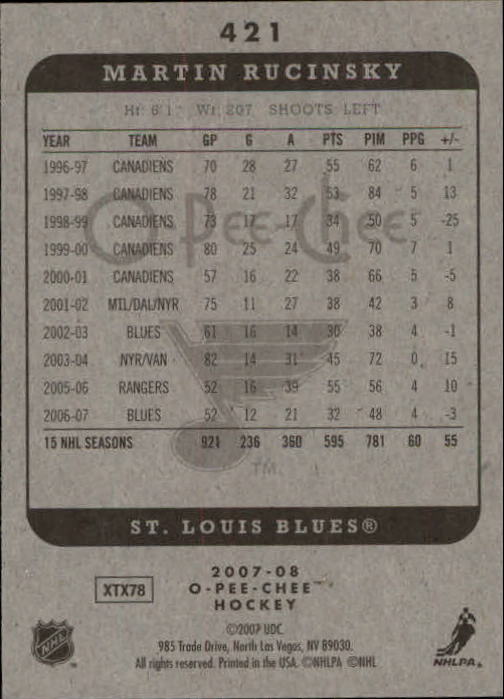 421
MARTIN RUCINSKY
Ht: 6'1" Wt: 207 SHOOTS LEFT
YEAR TEAM GP G A PTS PIM PPG +/-
1996-97 CANADIENS 70 28 27 55 62 6 1
1997-98 CANADIENS 78 21 32 53 84 5 13
1998-99 CANADIENS 73 17 17 34 50 5 -25
1999-00 CANADIENS 80 25 24 49 70 7 1
2000-01 CANADIENS 57 16 22 38 66 5 -5
2001-02 MIL/DAL/NYR 75 11 27 38 42 3 8
2002-03 BLUES 61 16 14 30 38 4 -1
2003-04 NYR/VAN 82 14 31 45 72 0 15
2005-06 RANGERS 52 16 39 55 56 4 10
2006-07 BLUES 52 12 21 32 48 4 -3
15 NHL SEASONS 921 236 360 595 781 60 55
O-Pee-Chee
TM
ST. LOUIS BLUES®
2007-08
XTX78 O-PEE-CHEE™
HOCKEY
©2007 UDC.
985 Trade Drive, North Las Vegas, NV 89030.
All rights reserved. Printed in the USA. ©NHLPA ©NHL
NHL
NHLPA